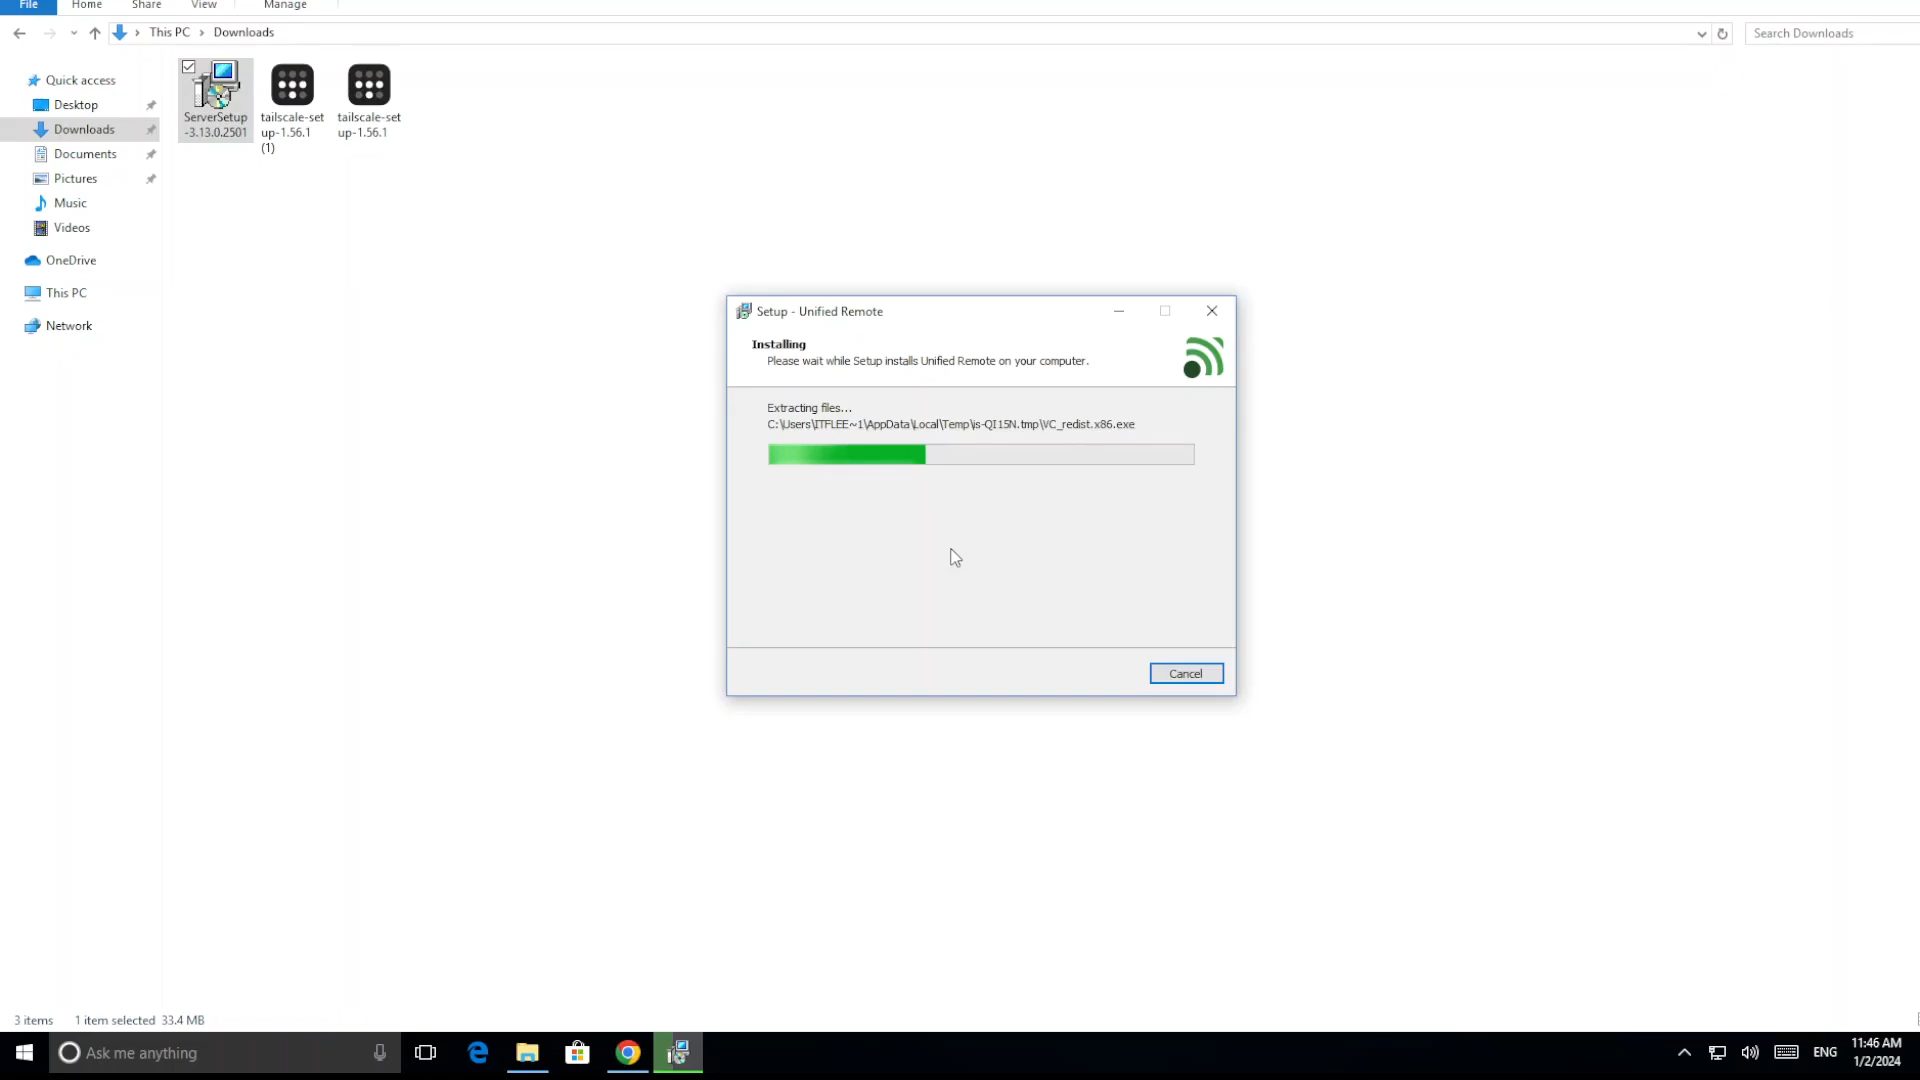 File Home Share View Manage
This PC Downloads
Search Downloads
Quick access
Desktop
Downloads
Documents
Pictures
Music
Videos
OneDrive
This PC
Network
ServerSetup
-3.13.0.2501
tailscale-set
up-1.56.1
(1)
tailscale-set
up-1.56.1
Setup - Unified Remote
Installing
Please wait while Setup installs Unified Remote on your computer.
Extracting files...
C:\Users\ITFLEE~1\AppData\Local\Temp\is-QI15N.tmp\VC_redist.x86.exe
Cancel
3 items 1 item selected 33.4 MB
Ask me anything
ENG
11:46 AM
1/2/2024